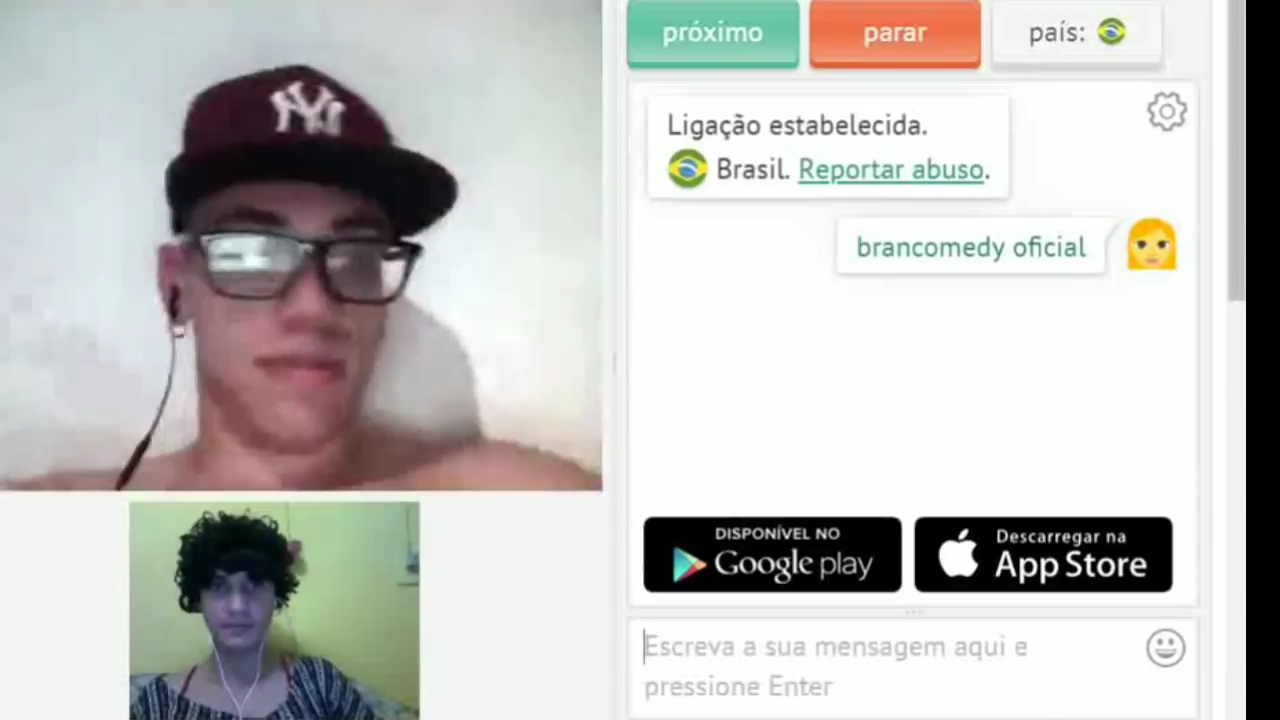 próximo
parar
país:
NY
Ligação estabelecida.
Brasil. Reportar abuso.
brancomedy oficial
DISPONÍVEL NO
Google play
Descarregar na
App Store
Escreva a sua mensagem aqui e
pressione Enter